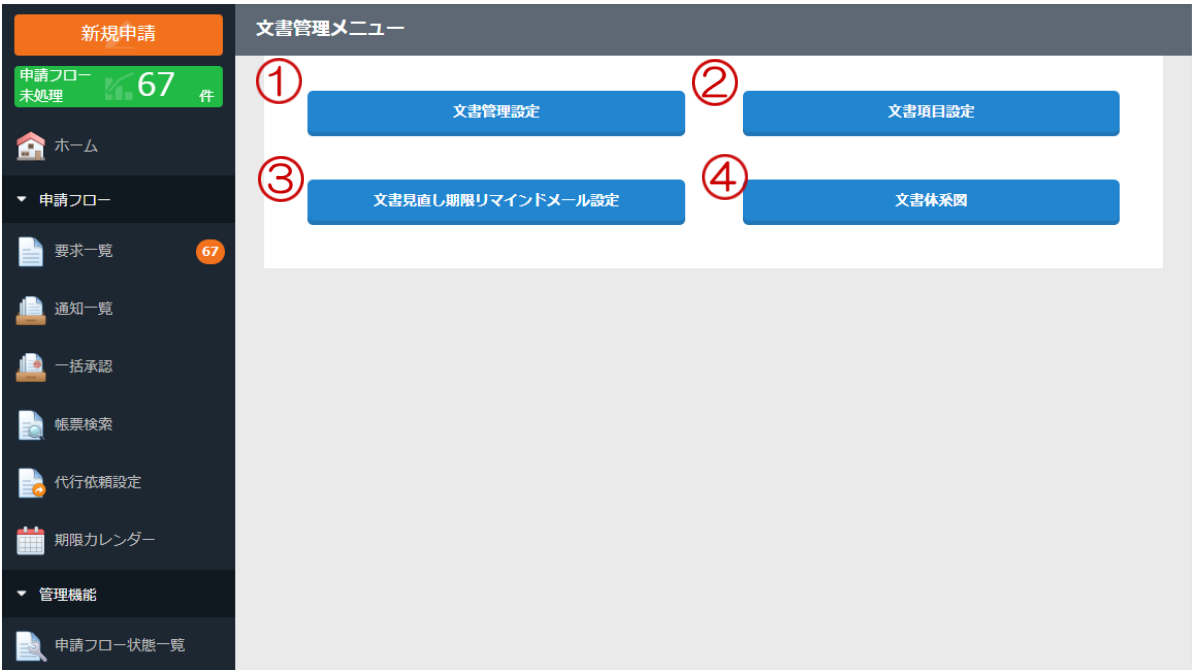 新規申請
申請フロー
未処理
67
件
ホーム
申請フロー
要求一覧
67
通知一覧
一括承認
帳票検索
代行依頼設定
期限カレンダー
管理機能
申請フロー状態一覧
文書管理メニュー
①
文書管理設定
②
文書項目設定
③
文書見直し期限リマインドメール設定
④
文書体系図